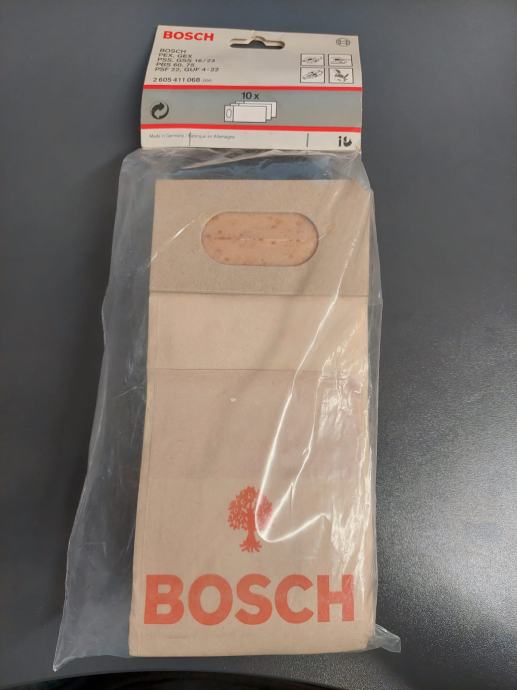 BOSCH
BOSCH
PEX, GEX
PSS, GSS 16/23
PBS 60, 75
PSF 22, GUF 4-22
2 605 411 068
10 x
Made in Germany Fabriqué en Allemagne
BOSCH